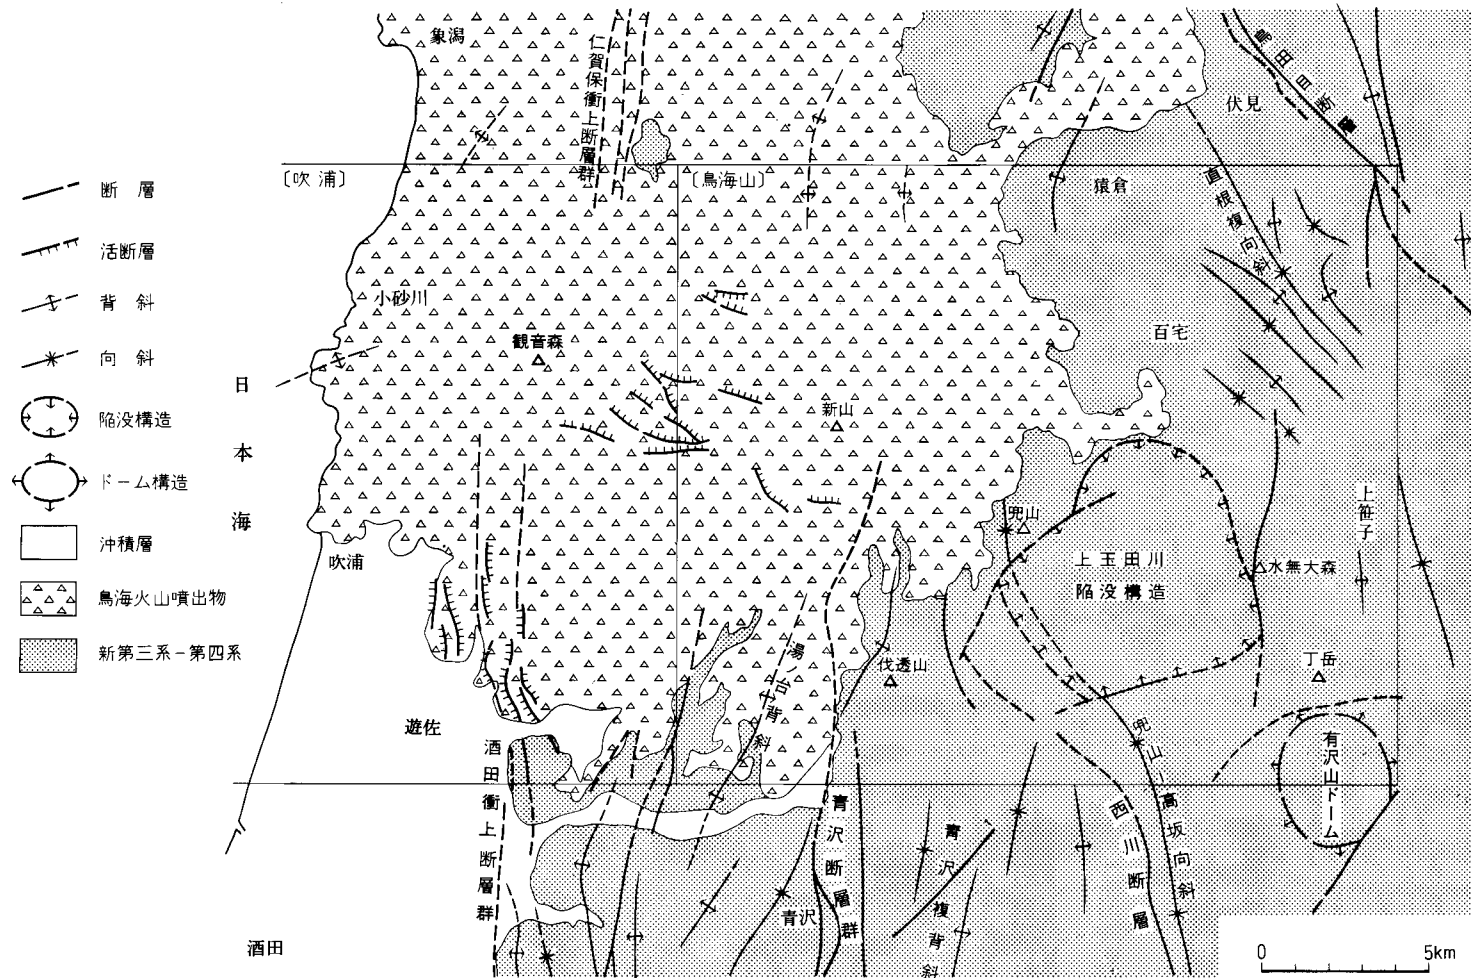 象潟
仁賀保衝上断層群
鳥田目断層
伏見
〔吹浦〕
〔鳥海山〕
猿倉
直根複向斜
断層
活断層
背斜
向斜
陥没構造
ドーム構造
沖積層
鳥海火山噴出物
新第三系-第四系
日本海
小砂川
観音森
百宅
新山
吹浦
兜山
上玉田川
陥没構造
上笹子
水無大森
丁岳
伐透山
湯ノ台背斜
遊佐
酒田衝上断層群
青沢断層群
青沢
青沢複背斜
兜山-高坂向斜
西川断層
有沢山ドーム
酒田
0
5km